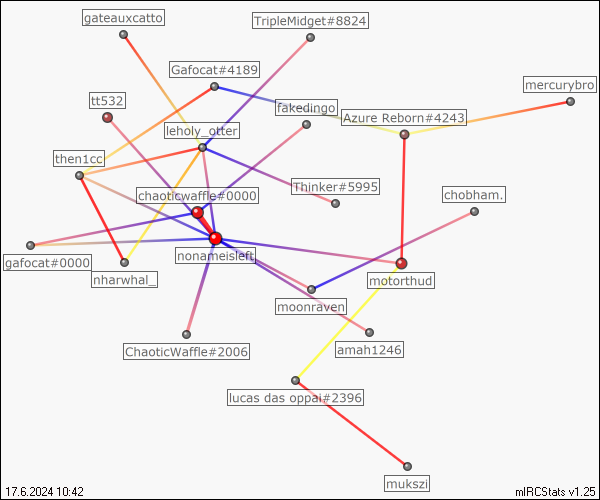 gateauxcatto
TripleMidget#8824
Gafocat#4189
mercurybro
tt532
fakedingo
Azure Reborn#4243
leholy_otter
then1cc
Thinker#5995
chaoticwaffle#0000
chobham.
gafocat#0000
nonameisleft
nharwhal_
motorthud
moonraven
ChaoticWaffle#2006
amah1246
lucas das oppai#2396
mukszi
17.6.2024 10:42
mIRCStats v1.25